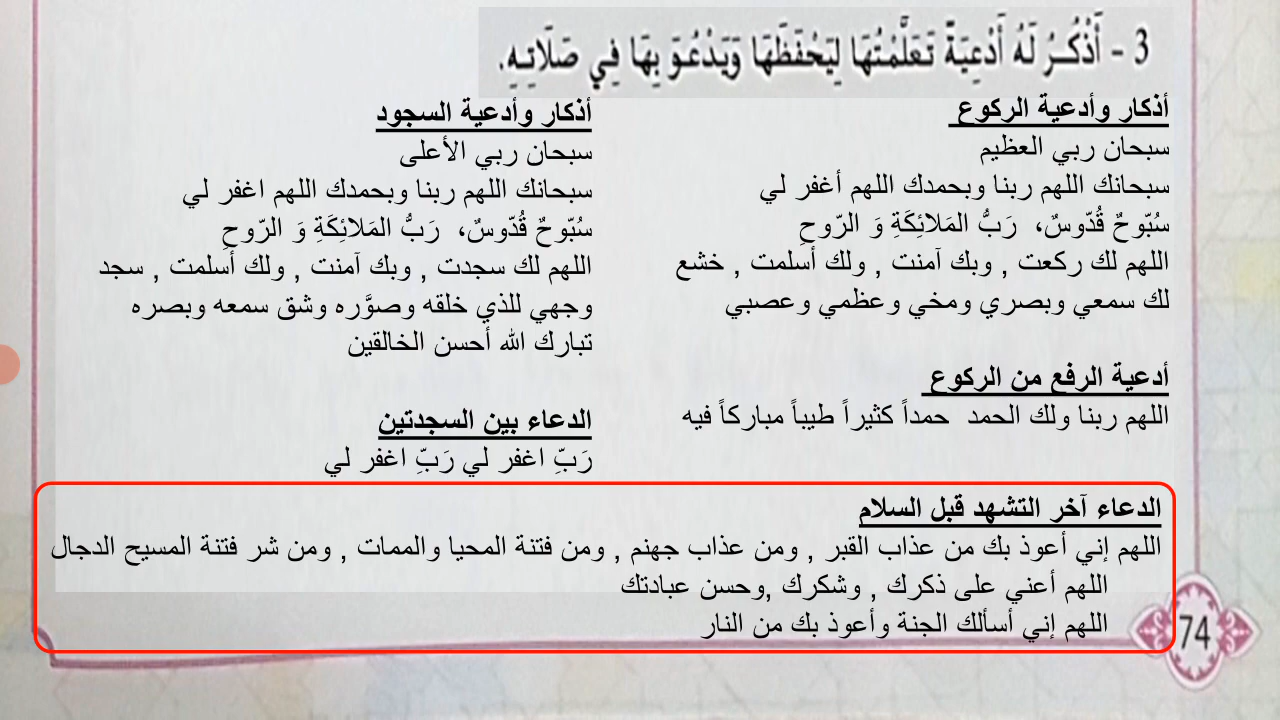 3 - أَذْكُرُ لَهُ أَدْعِيَةً تَعَلَّمْتُهَا لِيَحْفَظَهَا وَيَدْعُوَ بِهَا فِي صَلَاتِهِ.
أذكار وأدعية الركوع
سبحان ربي العظيم
سبحانك اللهم ربنا وبحمدك اللهم أغفر لي
سُبّوحٌ قُدّوسٌ، رَبُّ المَلائِكَةِ وَ الرّوحِ
اللهم لك ركعت , وبك آمنت , ولك أسلمت , خشع
لك سمعي وبصري ومخي وعظمي وعصبي
أدعية الرفع من الركوع
اللهم ربنا ولك الحمد حمداً كثيراً طيباً مباركاً فيه
أذكار وأدعية السجود
سبحان ربي الأعلى
سبحانك اللهم ربنا وبحمدك اللهم اغفر لي
سُبّوحٌ قُدّوسٌ، رَبُّ المَلائِكَةِ وَ الرّوحِ
اللهم لك سجدت , وبك آمنت , ولك أسلمت , سجد
وجهي للذي خلقه وصوَّره وشق سمعه وبصره
تبارك الله أحسن الخالقين
الدعاء بين السجدتين
رَبِّ اغفر لي رَبِّ اغفر لي
الدعاء آخر التشهد قبل السلام
اللهم إني أعوذ بك من عذاب القبر , ومن عذاب جهنم , ومن فتنة المحيا والممات , ومن شر فتنة المسيح الدجال
اللهم أعني على ذكرك , وشكرك ,وحسن عبادتك
اللهم إني أسألك الجنة وأعوذ بك من النار
74